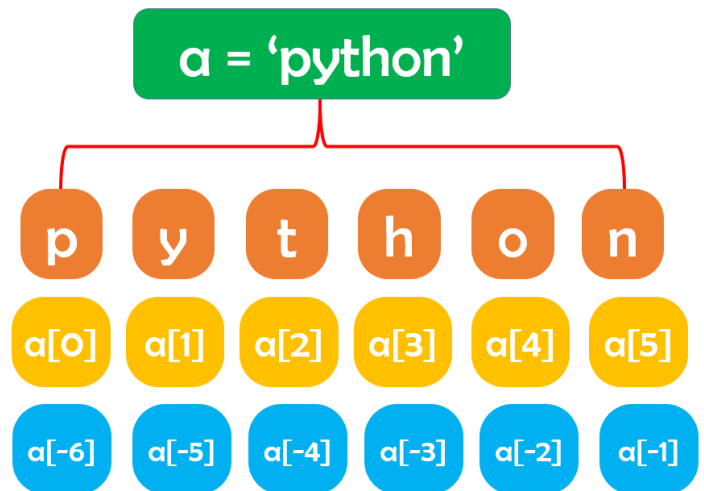 a = ‘python’
p y t h o n
a[0] a[1] a[2] a[3] a[4] a[5]
a[-6] a[-5] a[-4] a[-3] a[-2] a[-1]